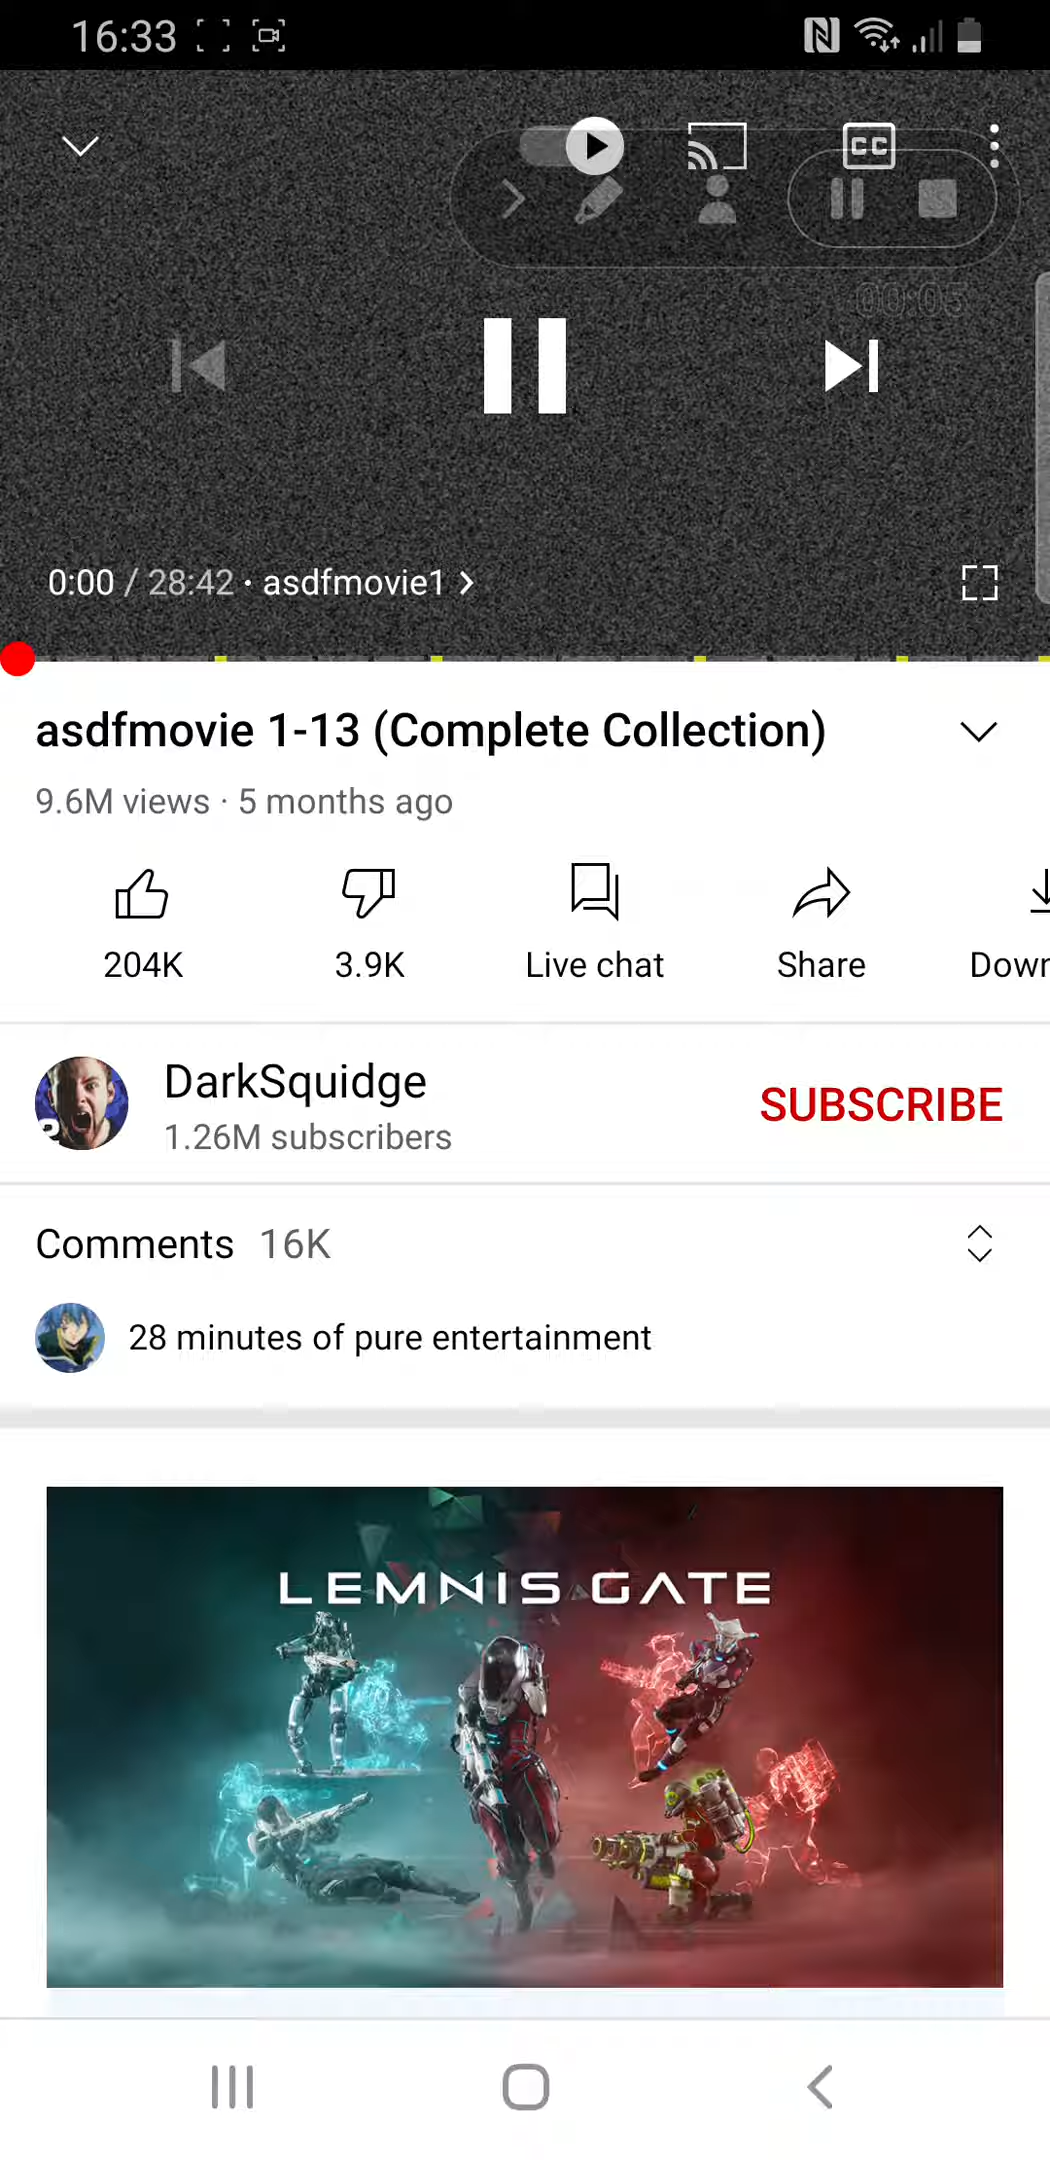 16:33
CC
00:05
0:00 / 28:42 · asdfmovie1
asdfmovie 1-13 (Complete Collection)
9.6M views · 5 months ago
204K
3.9K
Live chat
Share
Down
DarkSquidge
1.26M subscribers
SUBSCRIBE
Comments 16K
28 minutes of pure entertainment
LEMNIS GATE